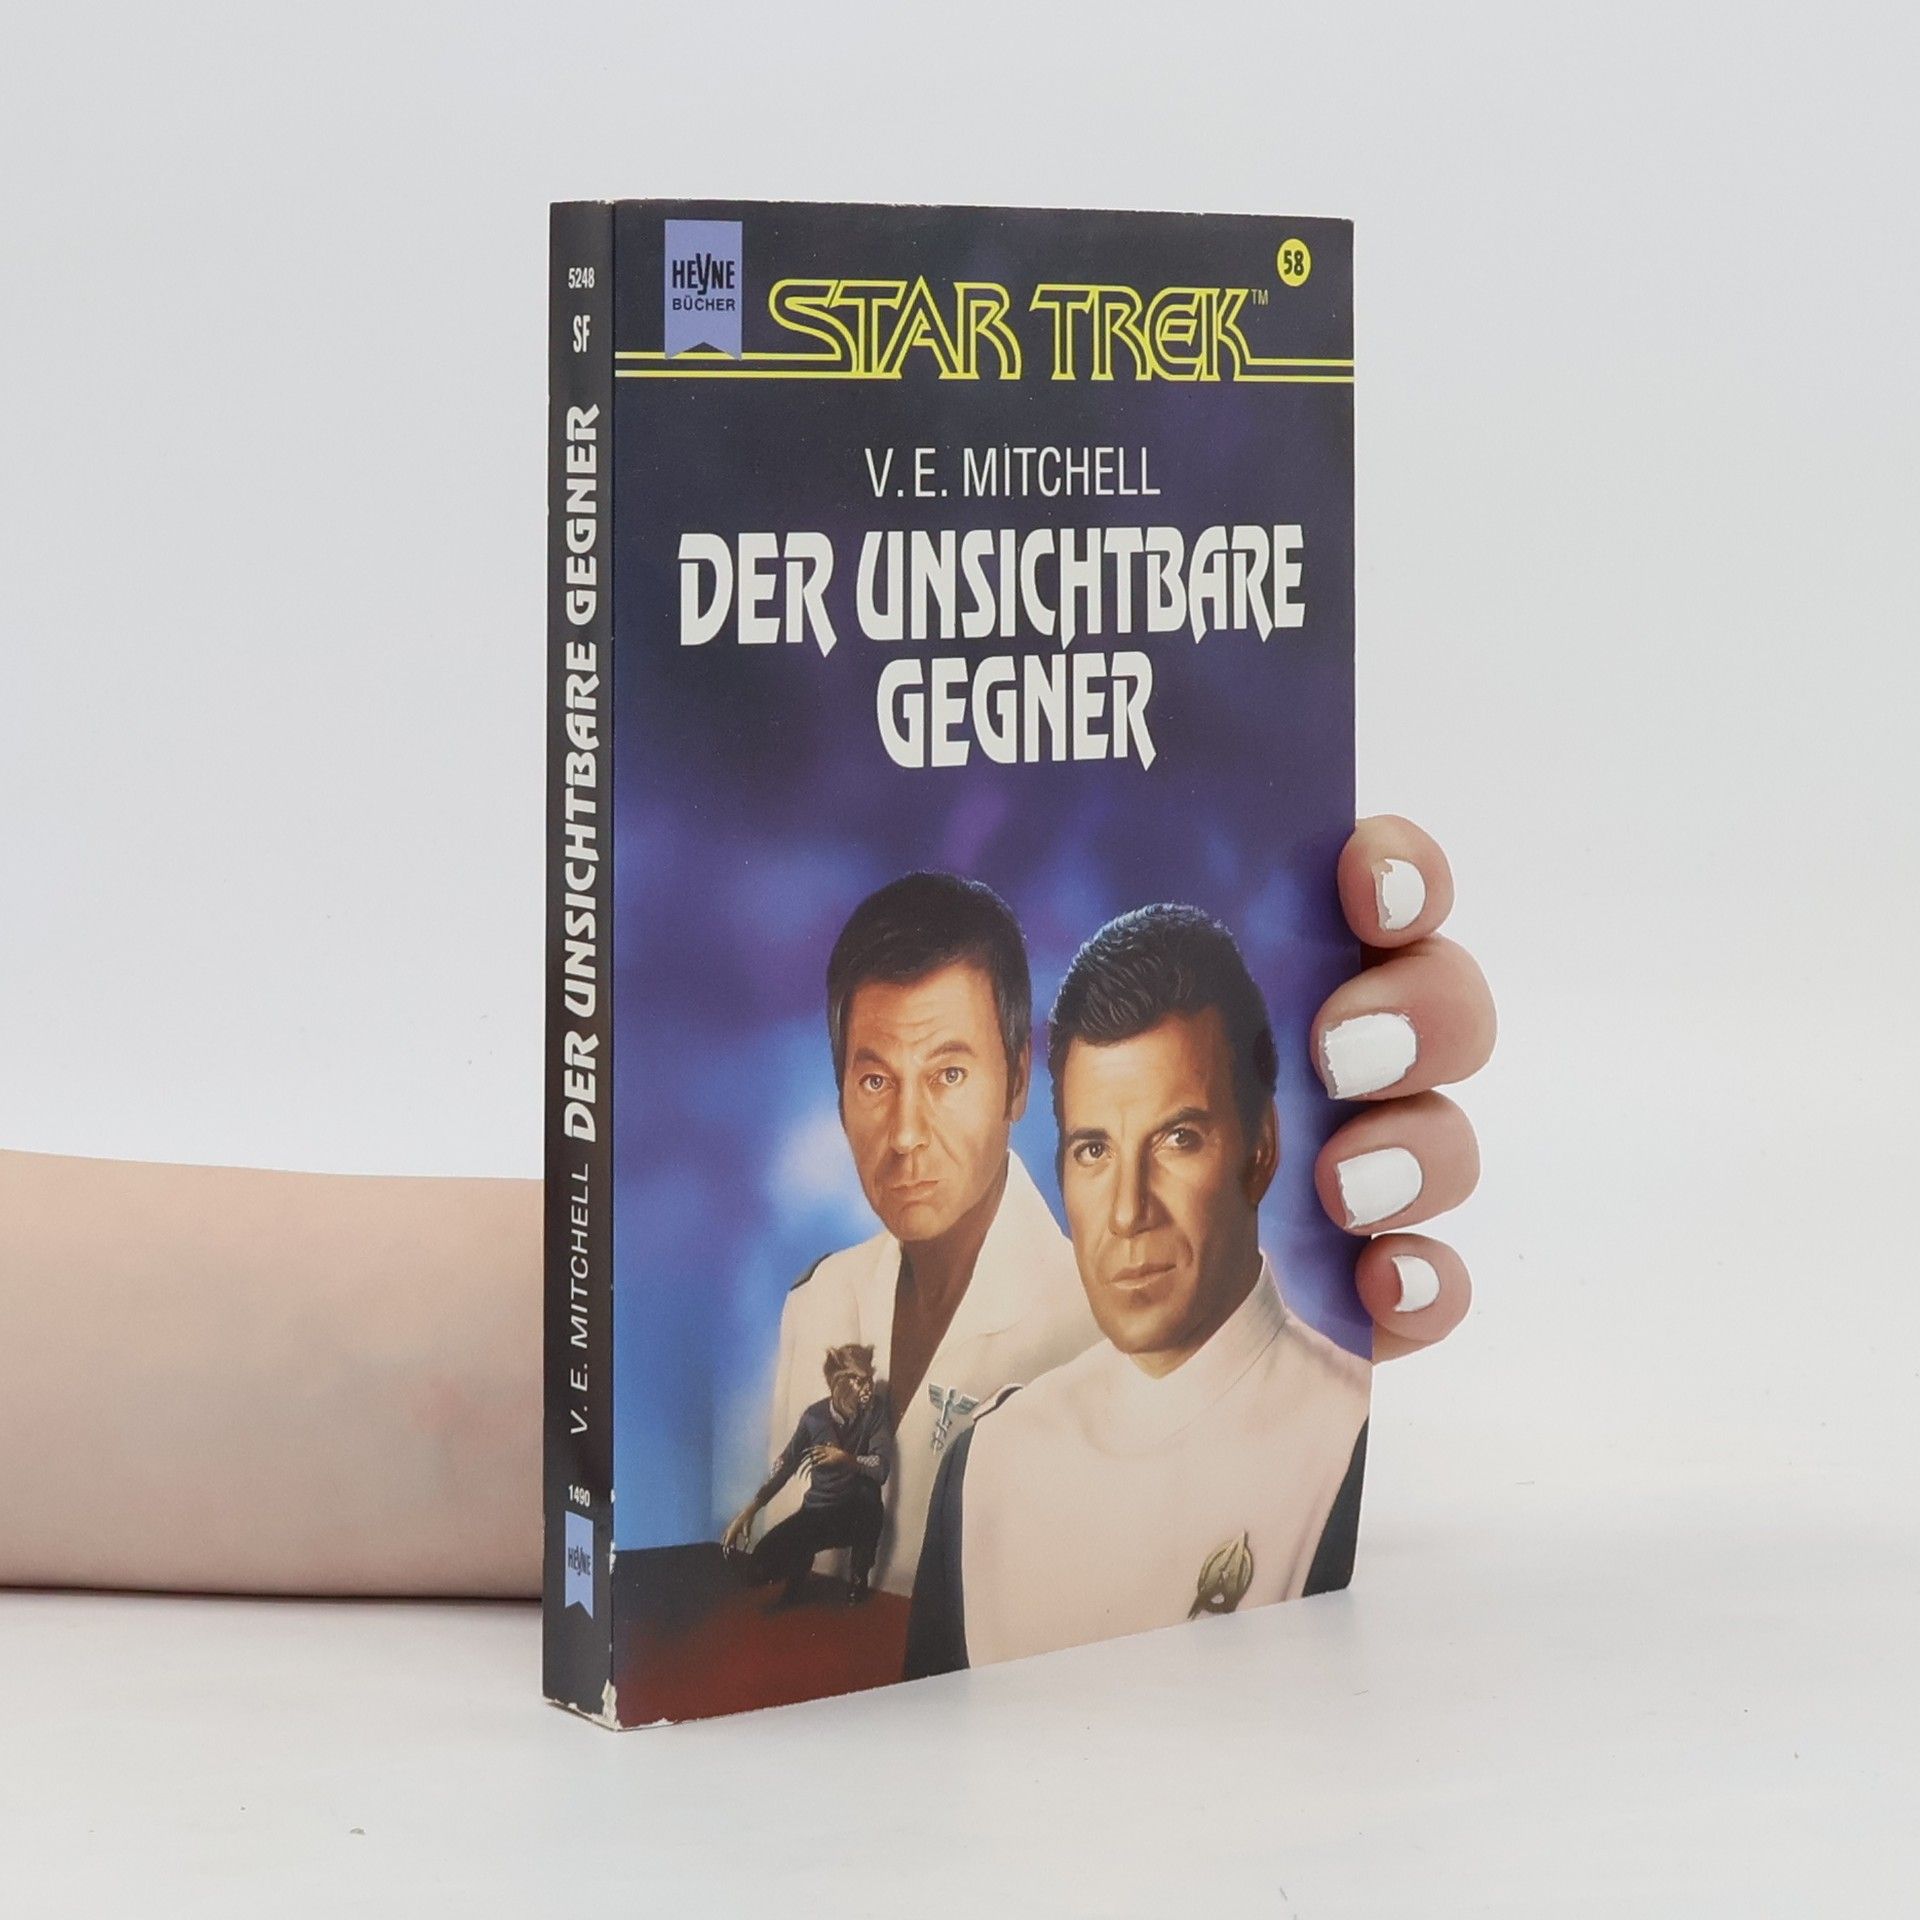 HEYNE
BÜCHER
STAR TREK™
58
V. E. MITCHELL
DER UNSICHTBARE
GEGNER
5248
SF
V. E. MITCHELL DER UNSICHTBARE GEGNER
1490
HEYNE